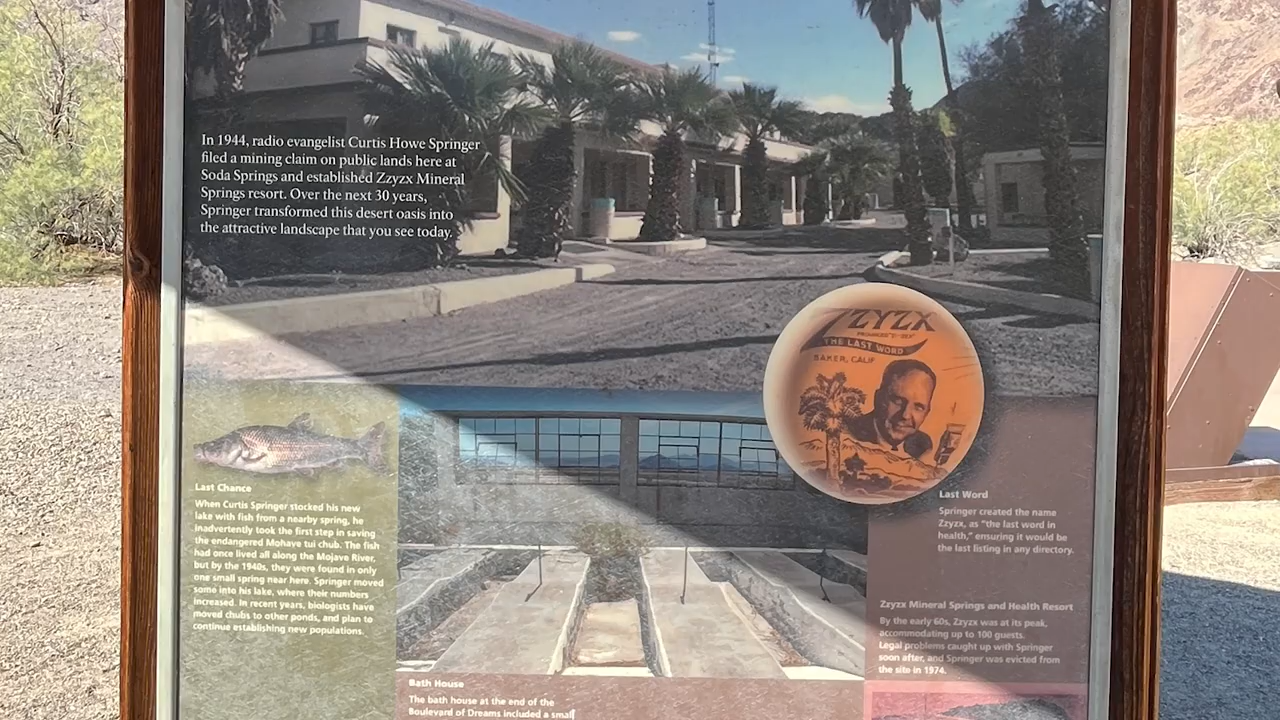 In 1944, radio evangelist Curtis Howe Springer
filed a mining claim on public lands here at
Soda Springs and established Zzyzx Mineral
Springs resort. Over the next 30 years,
Springer transformed this desert oasis into
the attractive landscape that you see today.
ZZYZX
THE LAST WORD
BAKER, CALIF
Last Chance
When Curtis Springer stocked his new
lake with fish from a nearby spring, he
inadvertently took the first step in saving
the endangered Mohave tui chub. The fish
had once lived all along the Mojave River,
but by the 1940s, they were found in only
one small spring near here. Springer moved
some into his lake, where their numbers
increased. In recent years, biologists have
moved chubs to other ponds, and plan to
continue establishing new populations.
Last Word
Springer created the name
Zzyzx, as "the last word in
health," ensuring it would be
the last listing in any directory.
Zzyzx Mineral Springs and Health Resort
By the early 60s, Zzyzx was at its peak,
accommodating up to 100 guests.
Legal problems caught up with Springer
soon after, and Springer was evicted from
the site in 1974.
Bath House
The bath house at the end of the
Boulevard of Dreams included a small